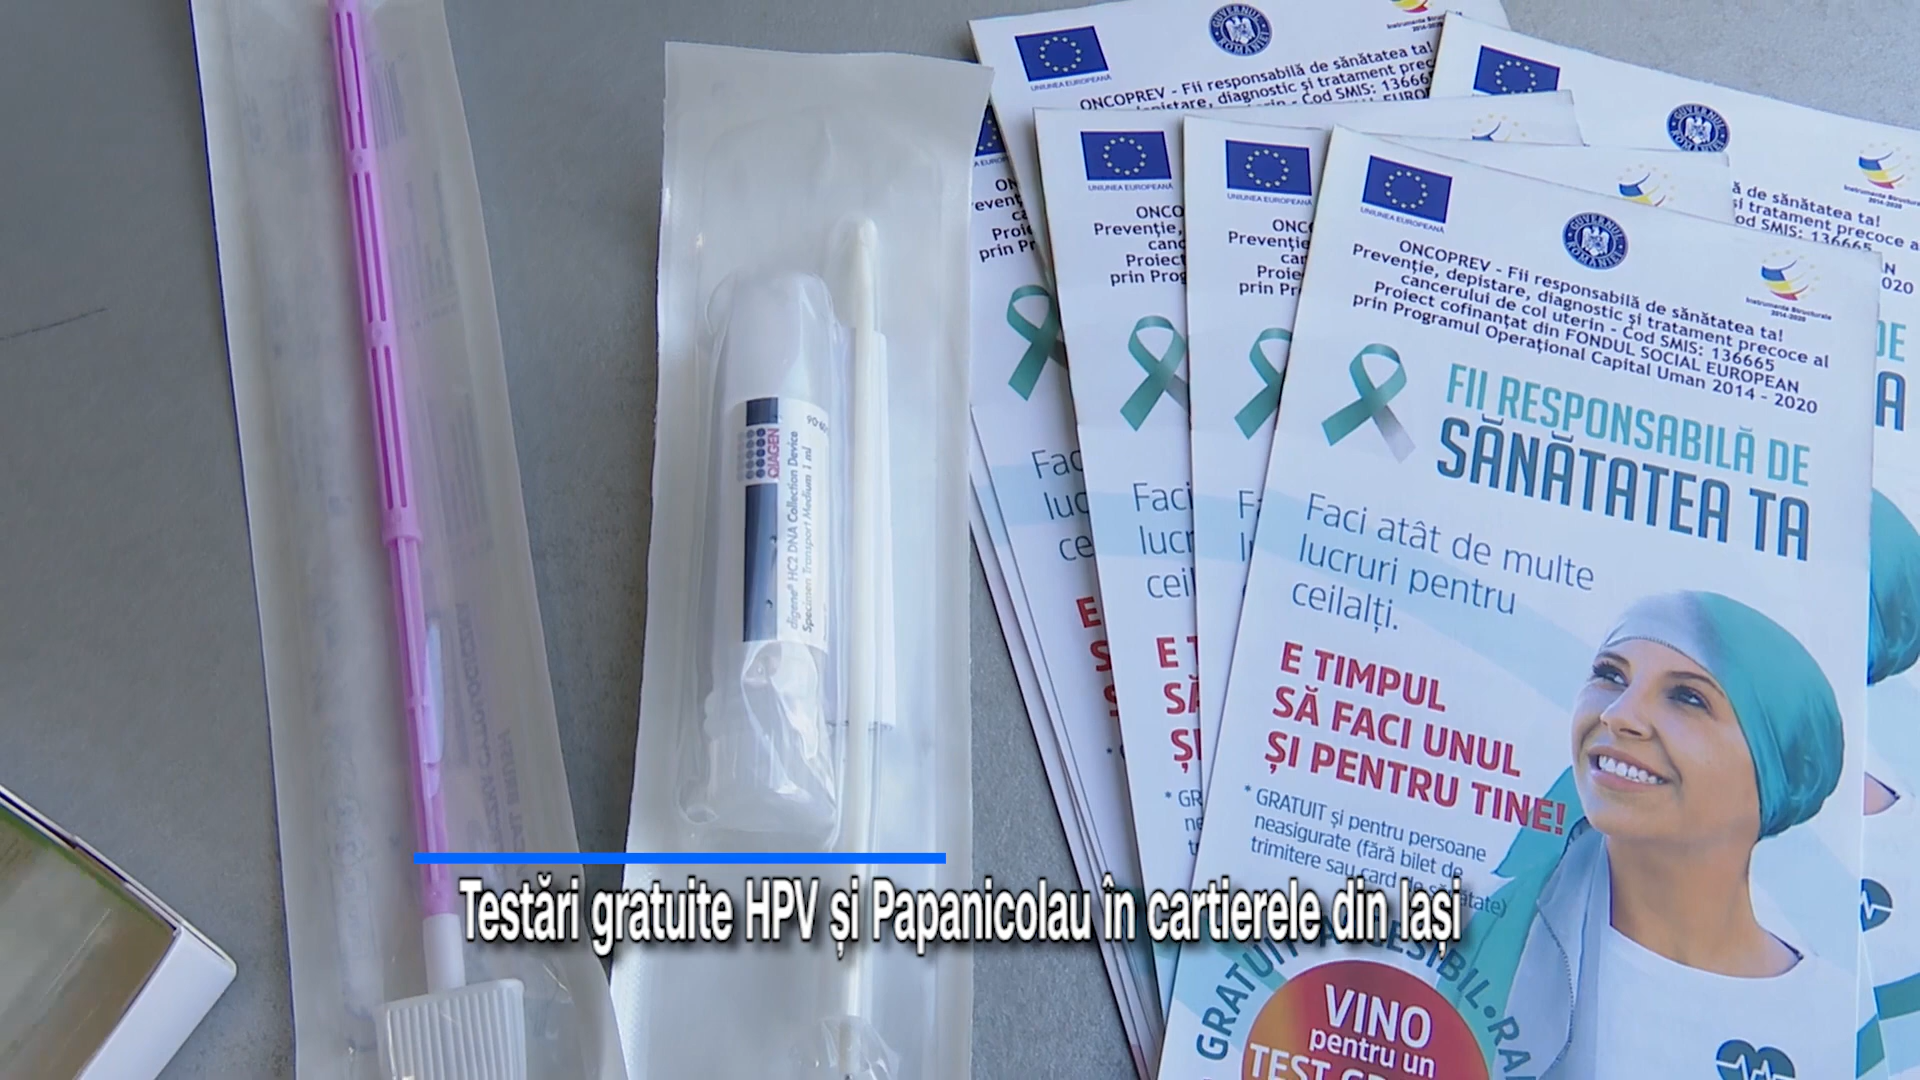 UNIUNEA EUROPEANĂ
GUVERNUL ROMÂNIEI
Instrumente Structurale
2014-2020
ONCOPREV - Fii responsabilă de sănătatea ta!
Prevenție, depistare, diagnostic și tratament precoce al
cancerului de col uterin - Cod SMIS: 136665
Proiect cofinanțat din FONDUL SOCIAL EUROPEAN
prin Programul Operațional Capital Uman 2014 - 2020
FII RESPONSABILĂ DE
SĂNĂTATEA TA
Faci atât de multe
lucruri pentru
ceilalți.
E TIMPUL
SĂ FACI UNUL
ȘI PENTRU TINE!
* GRATUIT și pentru persoane
neasigurate (fără bilet de
trimitere sau card de sănătate)
VINO
pentru un
TEST
QIAGEN
digene® HC2 DNA Collection Device
Specimen Transport Medium 1 ml
Testări gratuite HPV și Papanicolau în cartierele din Iași